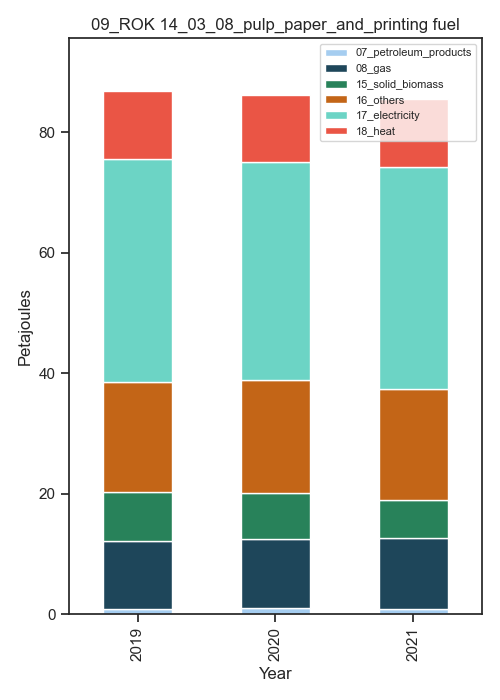 09_ROK 14_03_08_pulp_paper_and_printing fuel
07_petroleum_products
08_gas
15_solid_biomass
16_others
17_electricity
18_heat
80
60
40
20
0
Petajoules
2019
2020
2021
Year